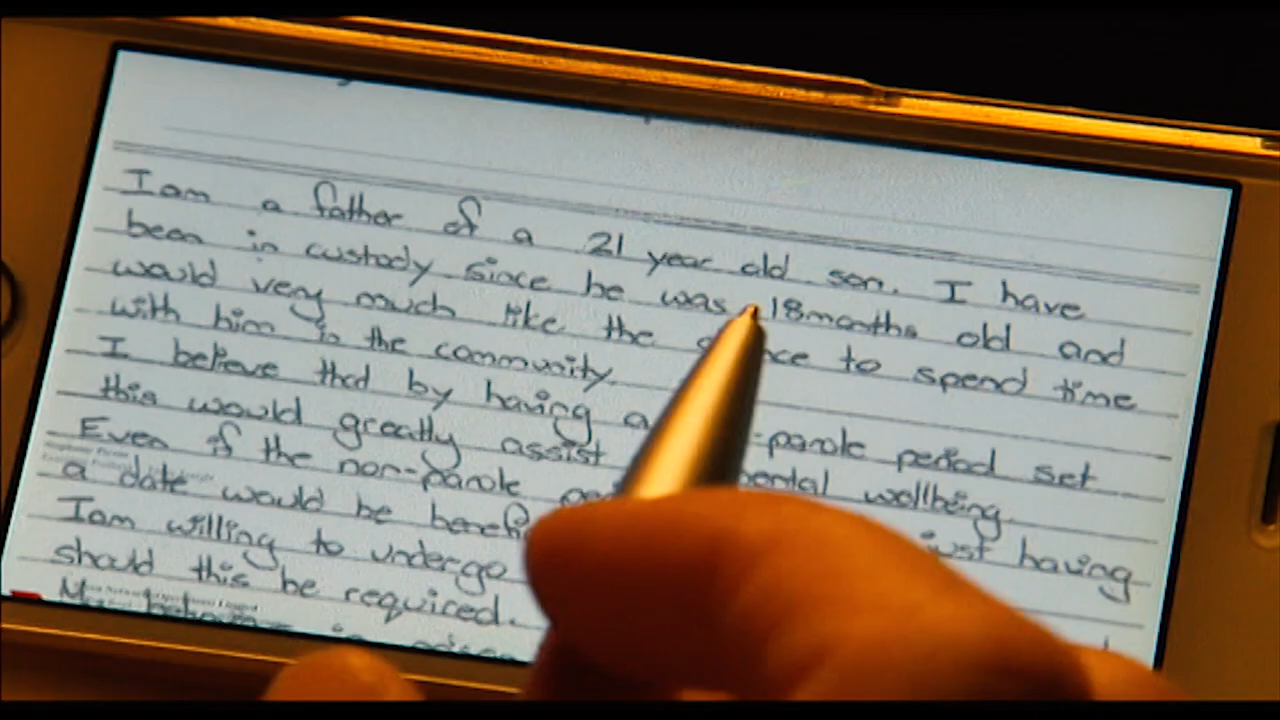 I am a father of a 21 year old son. I have
been in custody since he was 18months old and
would very much like the to spend time
with him in the community.
I believe that by having a -parole period set
this would greatly assist wellbing.
Even if the non-parole just having
a date would be
I am willing to undergo
should this be required.
My